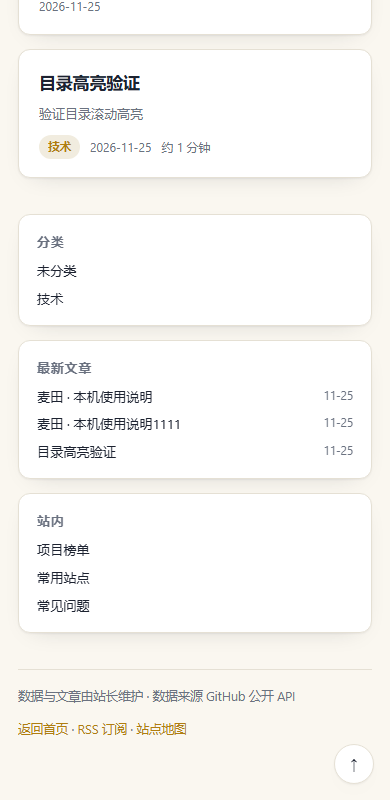 2026-11-25
目录高亮验证
验证目录滚动高亮
技术 2026-11-25 约 1 分钟
分类
未分类
技术
最新文章
麦田 · 本机使用说明 11-25
麦田 · 本机使用说明1111 11-25
目录高亮验证 11-25
站内
项目榜单
常用站点
常见问题
数据与文章由站长维护 · 数据来源 GitHub 公开 API
返回首页 · RSS 订阅 · 站点地图
↑